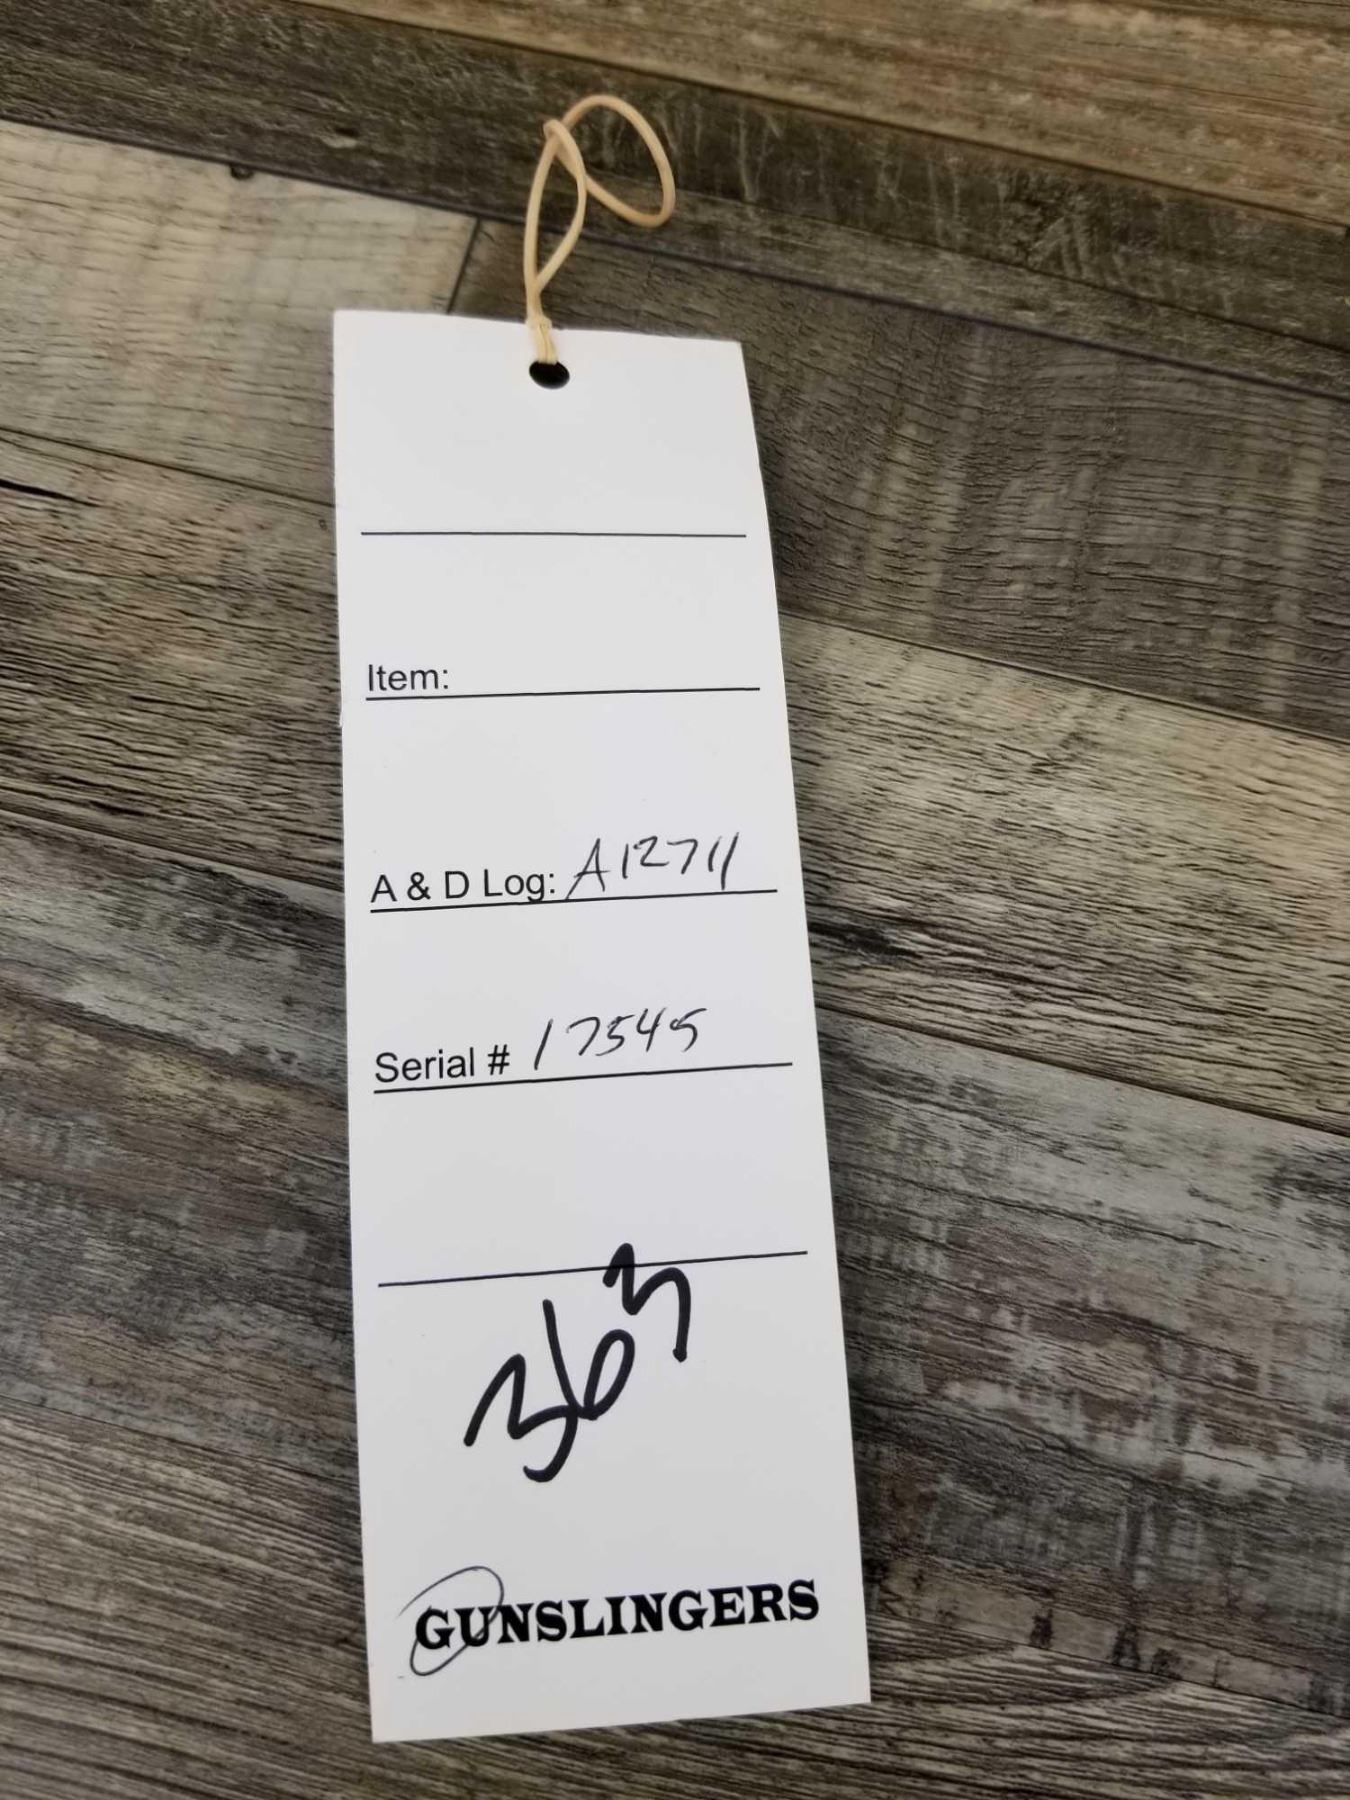 Item:
A & D Log: A12711
Serial # 17545
363
GUNSLINGERS